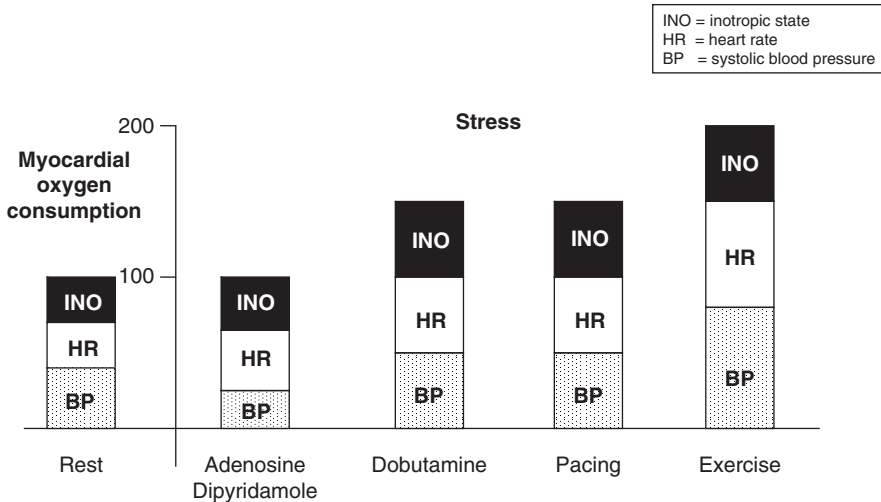 INO = inotropic state
HR = heart rate
BP = systolic blood pressure
Stress
200
Myocardial
oxygen
consumption
100
INO
HR
BP
INO
HR
BP
INO
HR
BP
INO
HR
BP
INO
HR
BP
Rest
Adenosine
Dipyridamole
Dobutamine
Pacing
Exercise